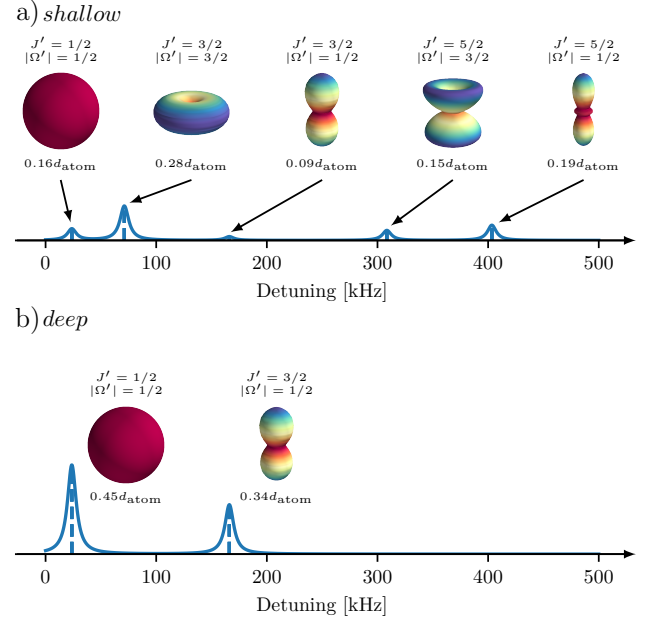 a) shallow
J′ = 1/2 J′ = 3/2 J′ = 3/2 J′ = 5/2 J′ = 5/2
|Ω′| = 1/2 |Ω′| = 3/2 |Ω′| = 1/2 |Ω′| = 3/2 |Ω′| = 1/2
0.16d_atom 0.28d_atom 0.09d_atom 0.15d_atom 0.19d_atom
0 100 200 300 400 500
Detuning [kHz]
b) deep
J′ = 1/2 J′ = 3/2
|Ω′| = 1/2 |Ω′| = 1/2
0.45d_atom 0.34d_atom
0 100 200 300 400 500
Detuning [kHz]